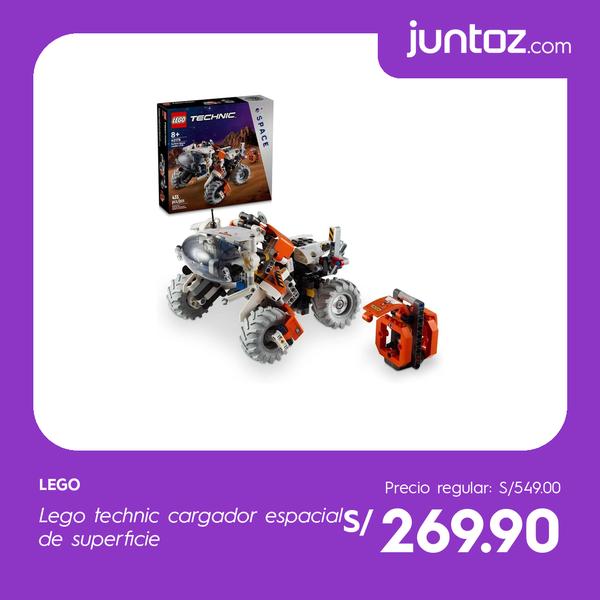 juntoz.com
LEGO TECHNIC
8+
SPACE
LEGO
Precio regular: S/549.00
Lego technic cargador espacial
de superficie
S/ 269.90